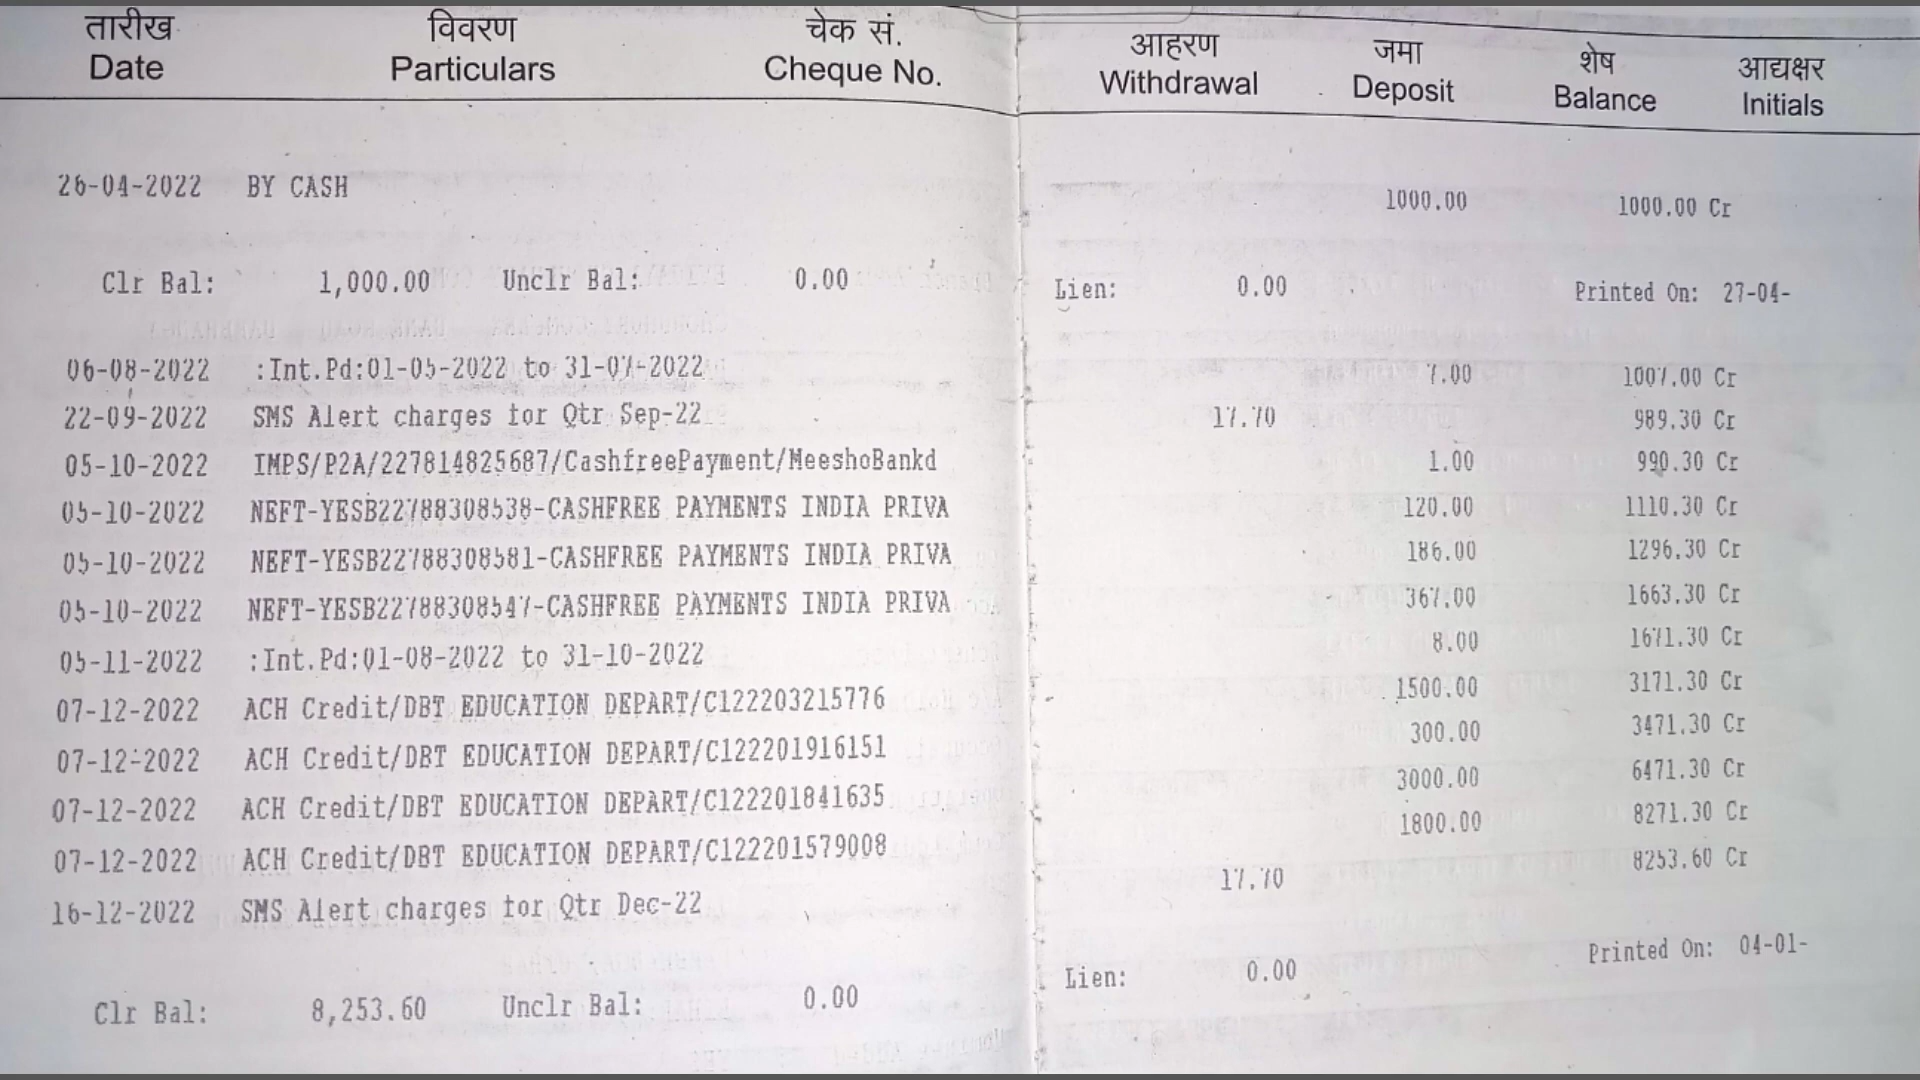 तारीख विवरण चेक सं. आहरण जमा शेष आद्यक्षर
Date Particulars Cheque No. Withdrawal Deposit Balance Initials
26-04-2022 BY CASH 1000.00 1000.00 Cr
Clr Bal: 1,000.00 Unclr Bal: 0.00 Lien: 0.00 Printed On: 27-04-
06-08-2022 :Int.Pd:01-05-2022 to 31-07-2022 7.00 1007.00 Cr
22-09-2022 SMS Alert charges for Qtr Sep-22 17.70 989.30 Cr
05-10-2022 IMPS/P2A/227814825687/CashfreePayment/MeeshoBankd 1.00 990.30 Cr
05-10-2022 NEFT-YESB22788308538-CASHFREE PAYMENTS INDIA PRIVA 120.00 1110.30 Cr
05-10-2022 NEFT-YESB22788308581-CASHFREE PAYMENTS INDIA PRIVA 186.00 1296.30 Cr
05-10-2022 NEFT-YESB22788308547-CASHFREE PAYMENTS INDIA PRIVA 367.00 1663.30 Cr
05-11-2022 :Int.Pd:01-08-2022 to 31-10-2022 8.00 1671.30 Cr
07-12-2022 ACH Credit/DBT EDUCATION DEPART/C122203215776 1500.00 3171.30 Cr
07-12-2022 ACH Credit/DBT EDUCATION DEPART/C122201916151 300.00 3471.30 Cr
07-12-2022 ACH Credit/DBT EDUCATION DEPART/C122201841635 3000.00 6471.30 Cr
07-12-2022 ACH Credit/DBT EDUCATION DEPART/C122201579008 1800.00 8271.30 Cr
16-12-2022 SMS Alert charges for Qtr Dec-22 17.70 8253.60 Cr
Clr Bal: 8,253.60 Unclr Bal: 0.00 Lien: 0.00 Printed On: 04-01-